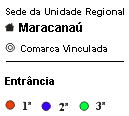 Sede da Unidade Regional
Maracanaú
Comarca Vinculada
Entrância
1ª 2ª 3ª